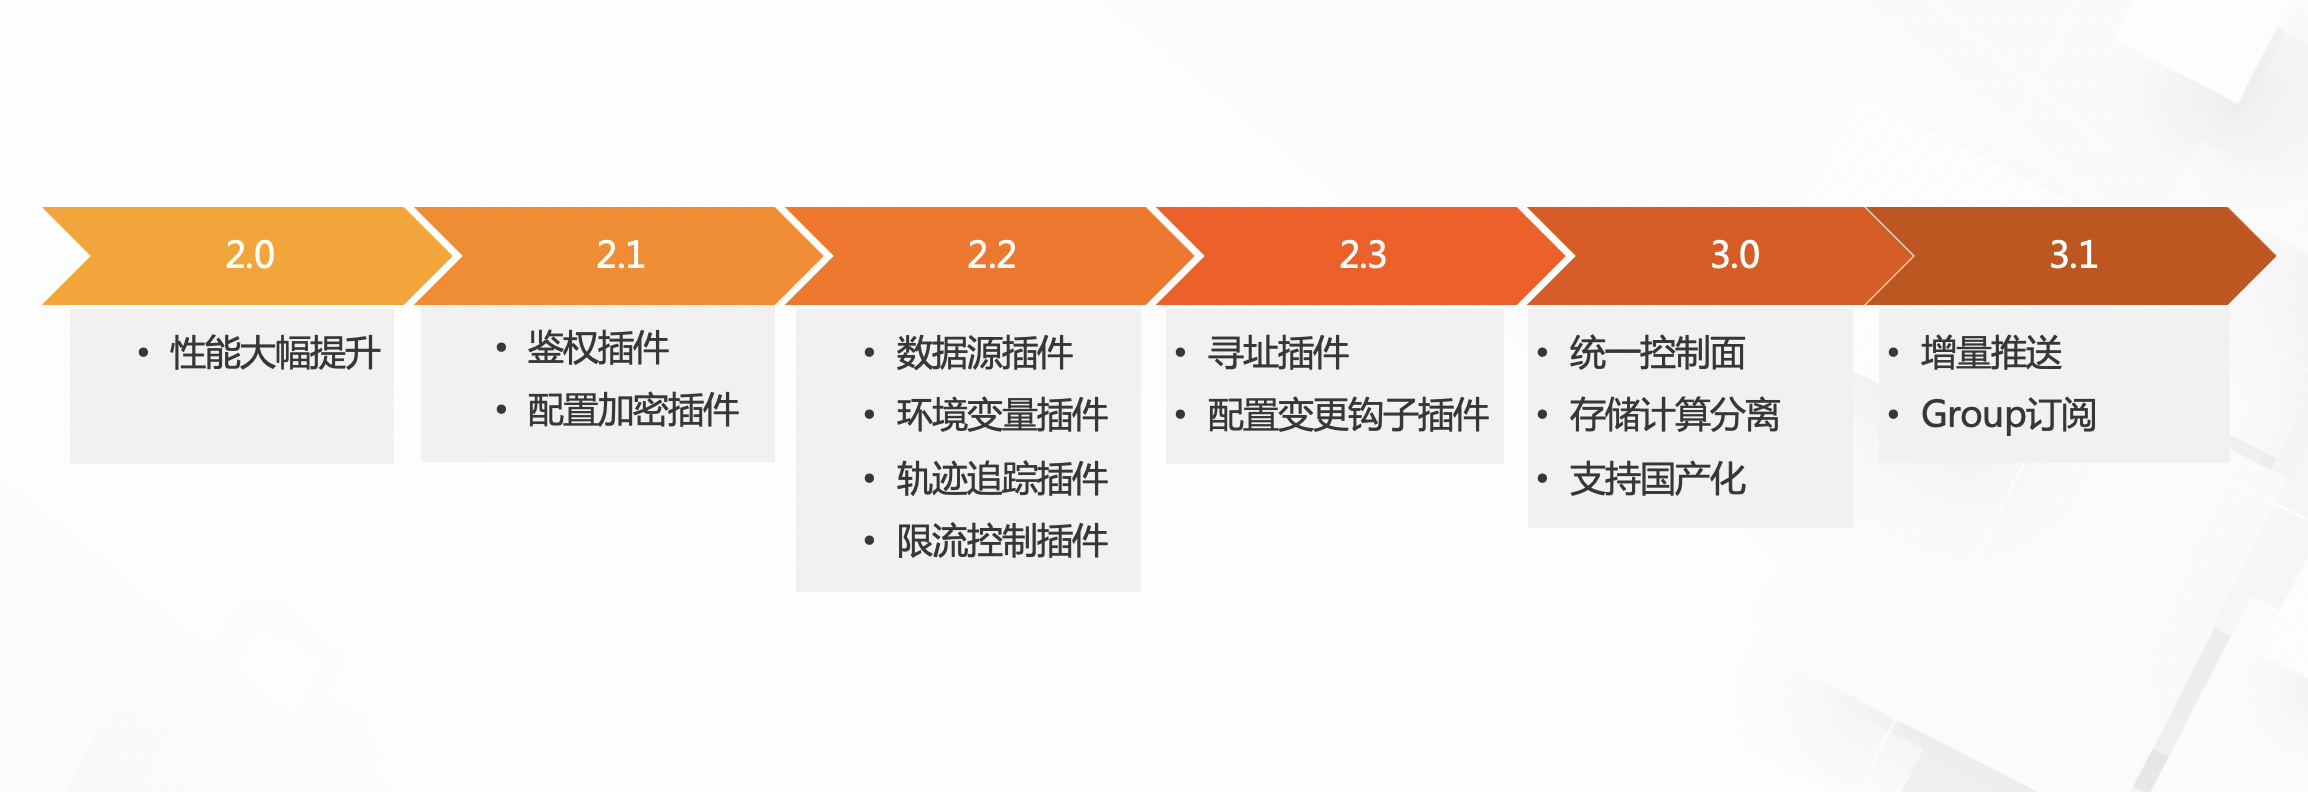 2.0
2.1
2.2
2.3
3.0
3.1
• 性能大幅提升
• 鉴权插件
• 配置加密插件
• 数据源插件
• 环境变量插件
• 轨迹追踪插件
• 限流控制插件
• 寻址插件
• 配置变更钩子插件
• 统一控制面
• 存储计算分离
• 支持国产化
• 增量推送
• Group订阅